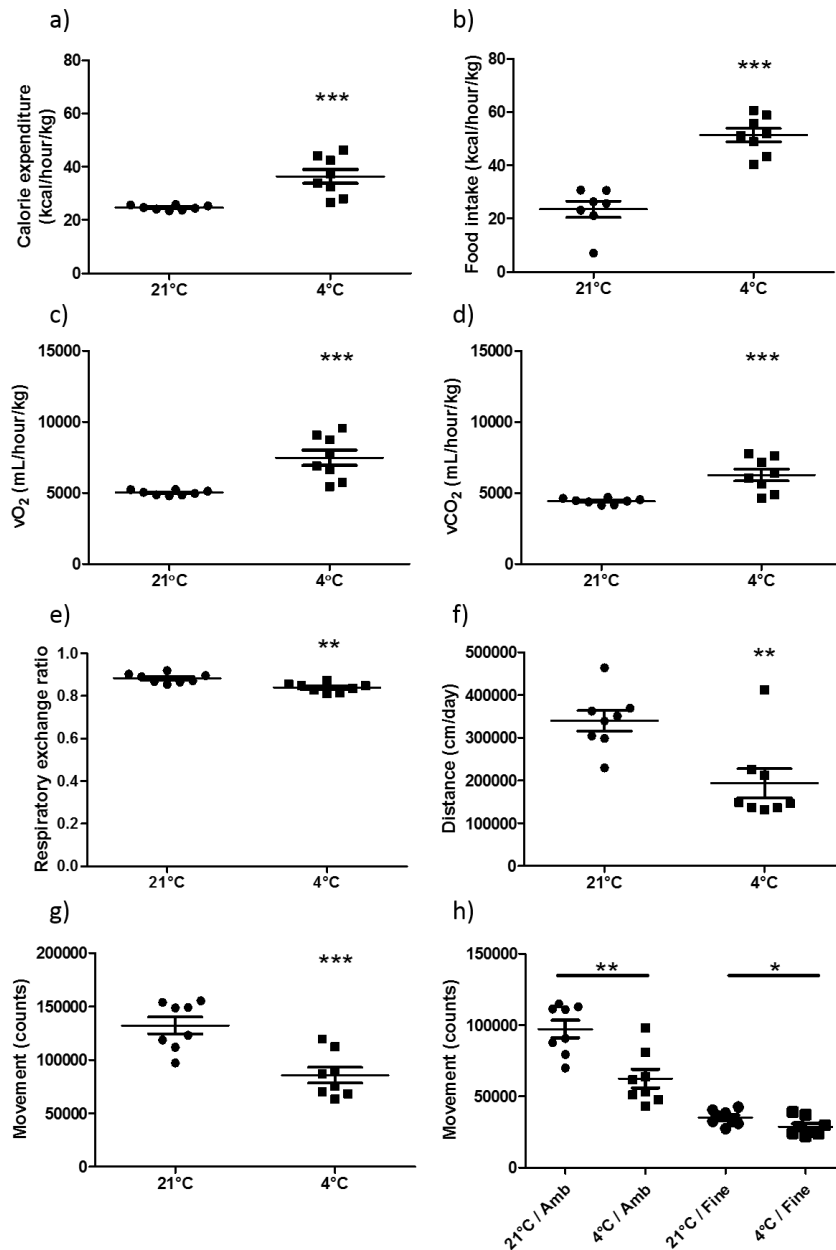 a)
Calorie expenditure
(kcal/hour/kg)
80
60
40
20
0
***
21°C
4°C
b)
Food intake (kcal/hour/kg)
80
60
40
20
0
***
21°C
4°C
c)
vO2 (mL/hour/kg)
15000
10000
5000
0
***
21°C
4°C
d)
vCO2 (mL/hour/kg)
15000
10000
5000
0
***
21°C
4°C
e)
Respiratory exchange ratio
1.0
0.8
0.6
0.4
0.2
0.0
**
21°C
4°C
f)
Distance (cm/day)
500000
400000
300000
200000
100000
0
**
21°C
4°C
g)
Movement (counts)
200000
150000
100000
50000
0
***
21°C
4°C
h)
Movement (counts)
150000
100000
50000
0
**
*
21°C / Amb
4°C / Amb
21°C / Fine
4°C / Fine